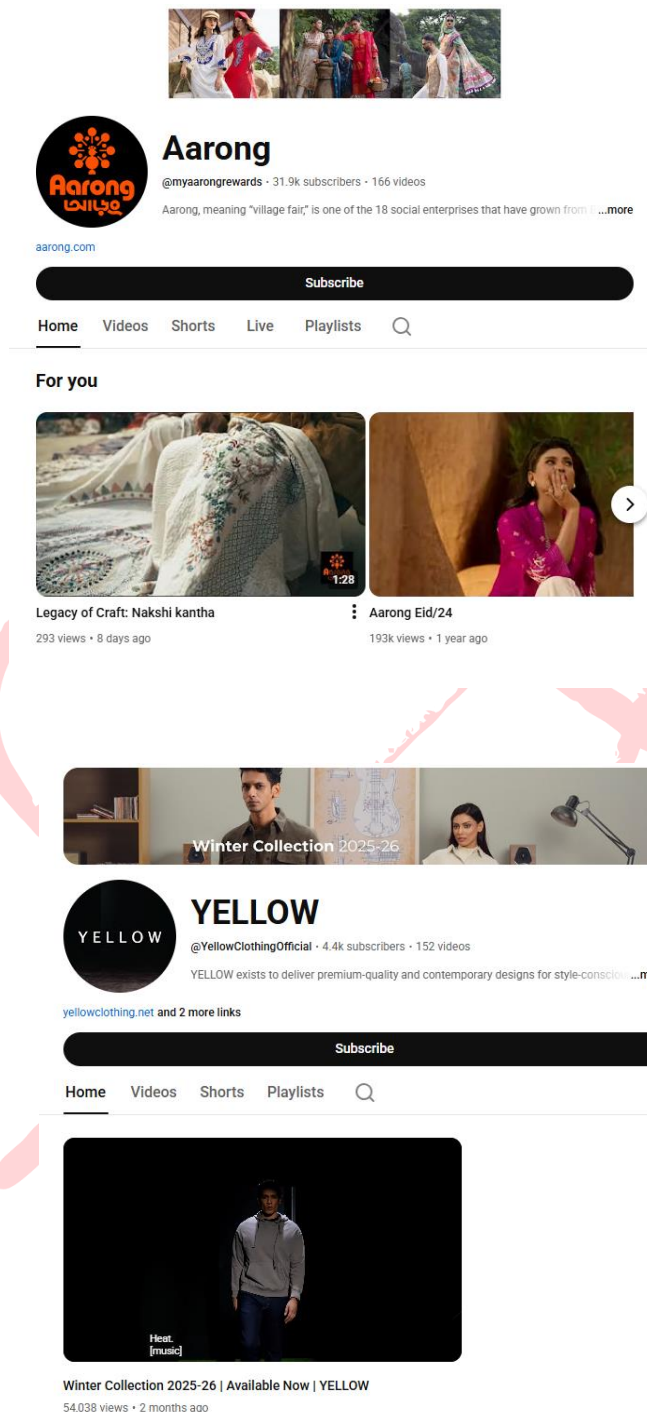 Aarong
@myaarongrewards • 31.9k subscribers • 166 videos
Aarong, meaning "village fair," is one of the 18 social enterprises that have grown from ...more
Aarong
আড়ং
aarong.com
Subscribe
Home Videos Shorts Live Playlists
For you
Aarong
1:28
Legacy of Craft: Nakshi kantha
293 views • 8 days ago
Aarong Eid/24
193k views • 1 year ago
Winter Collection 2025-26
YELLOW
YELLOW
@YellowClothingOfficial • 4.4k subscribers • 152 videos
YELLOW exists to deliver premium-quality and contemporary designs for style-conscious ...m
yellowclothing.net and 2 more links
Subscribe
Home Videos Shorts Playlists
Heat.
[music]
Winter Collection 2025-26 | Available Now | YELLOW
54,038 views • 2 months ago